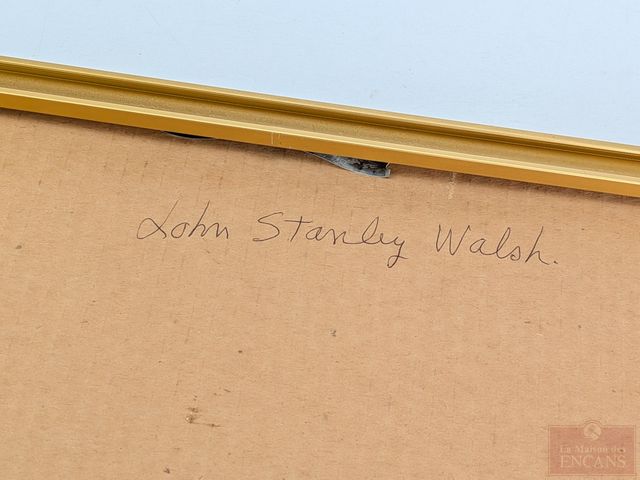 John Stanley Walsh.
La Maison des
ENCANS